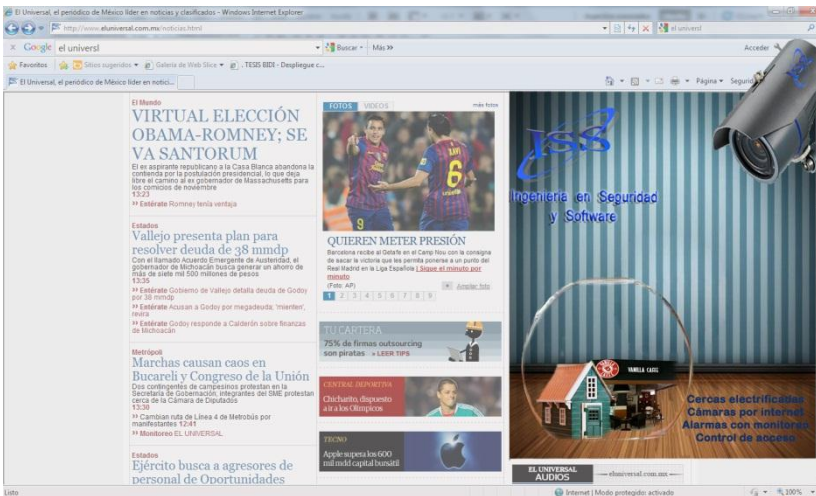 El Universal, el periódico de México líder en noticias y clasificados - Windows Internet Explorer
http://www.eluniversal.com.mx/noticias.html
el universl
Google
el universl
Buscar
Más »
Acceder
Favoritos
Sitios sugeridos
Galería de Web Slice
TESIS BIDI - Despliegue c...
El Universal, el periódico de México líder en notici...
Página
Segurid
El Mundo
VIRTUAL ELECCIÓN
OBAMA-ROMNEY; SE
VA SANTORUM
El ex aspirante republicano a la Casa Blanca abandona la
contienda por la postulación presidencial, lo que deja
libre el camino al ex gobernador de Massachusetts para
los comicios de noviembre
13:23
» Entérate Romney tenía ventaja
Estados
Vallejo presenta plan para
resolver deuda de 38 mmdp
Con el llamado Acuerdo Emergente de Austeridad, el
gobernador de Michoacán busca generar un ahorro de
más de siete mil 500 millones de pesos
13:35
» Entérate Gobierno de Vallejo detalla deuda de Godoy
por 38 mmdp
» Entérate Acusan a Godoy por megadeuda; 'mienten',
revira
» Entérate Godoy responde a Calderón sobre finanzas
de Michoacán
Metrópoli
Marchas causan caos en
Bucareli y Congreso de la Unión
Dos contingentes de campesinos protestan en la
Secretaría de Gobernación; integrantes del SME protestan
cerca de la Cámara de Diputados
13:30
» Cambian ruta de Línea 4 de Metrobús por
manifestantes 12:41
» Monitoreo EL UNIVERSAL
Estados
Ejército busca a agresores de
personal de Oportunidades
FOTOS
VIDEOS
más fotos
XAVI
6
9
QUIEREN METER PRESIÓN
Barcelona recibe al Getafe en el Camp Nou con la consigna
de sacar la victoria que les permita ponerse a un punto del
Real Madrid en la Liga Española | Sigue el minuto por
minuto
(Foto: AP)
Ampliar foto
1 2 3 4 5 6 7 8 9
TU CARTERA
75% de firmas outsourcing
son piratas » LEER TIPS
CENTRAL DEPORTIVA
Chicharito, dispuesto
a ir a los Olímpicos
TECNO
Apple supera los 600
mil mdd capital bursátil
ISS
Ingenieria en Seguridad
y Software
VANILLA CAFFE
Cercas electrificadas
Cámaras por internet
Alarmas con monitoreo
Control de acceso
EL UNIVERSAL
AUDIOS
eluniversal.com.mx
Listo
Internet | Modo protegido: activado
100%